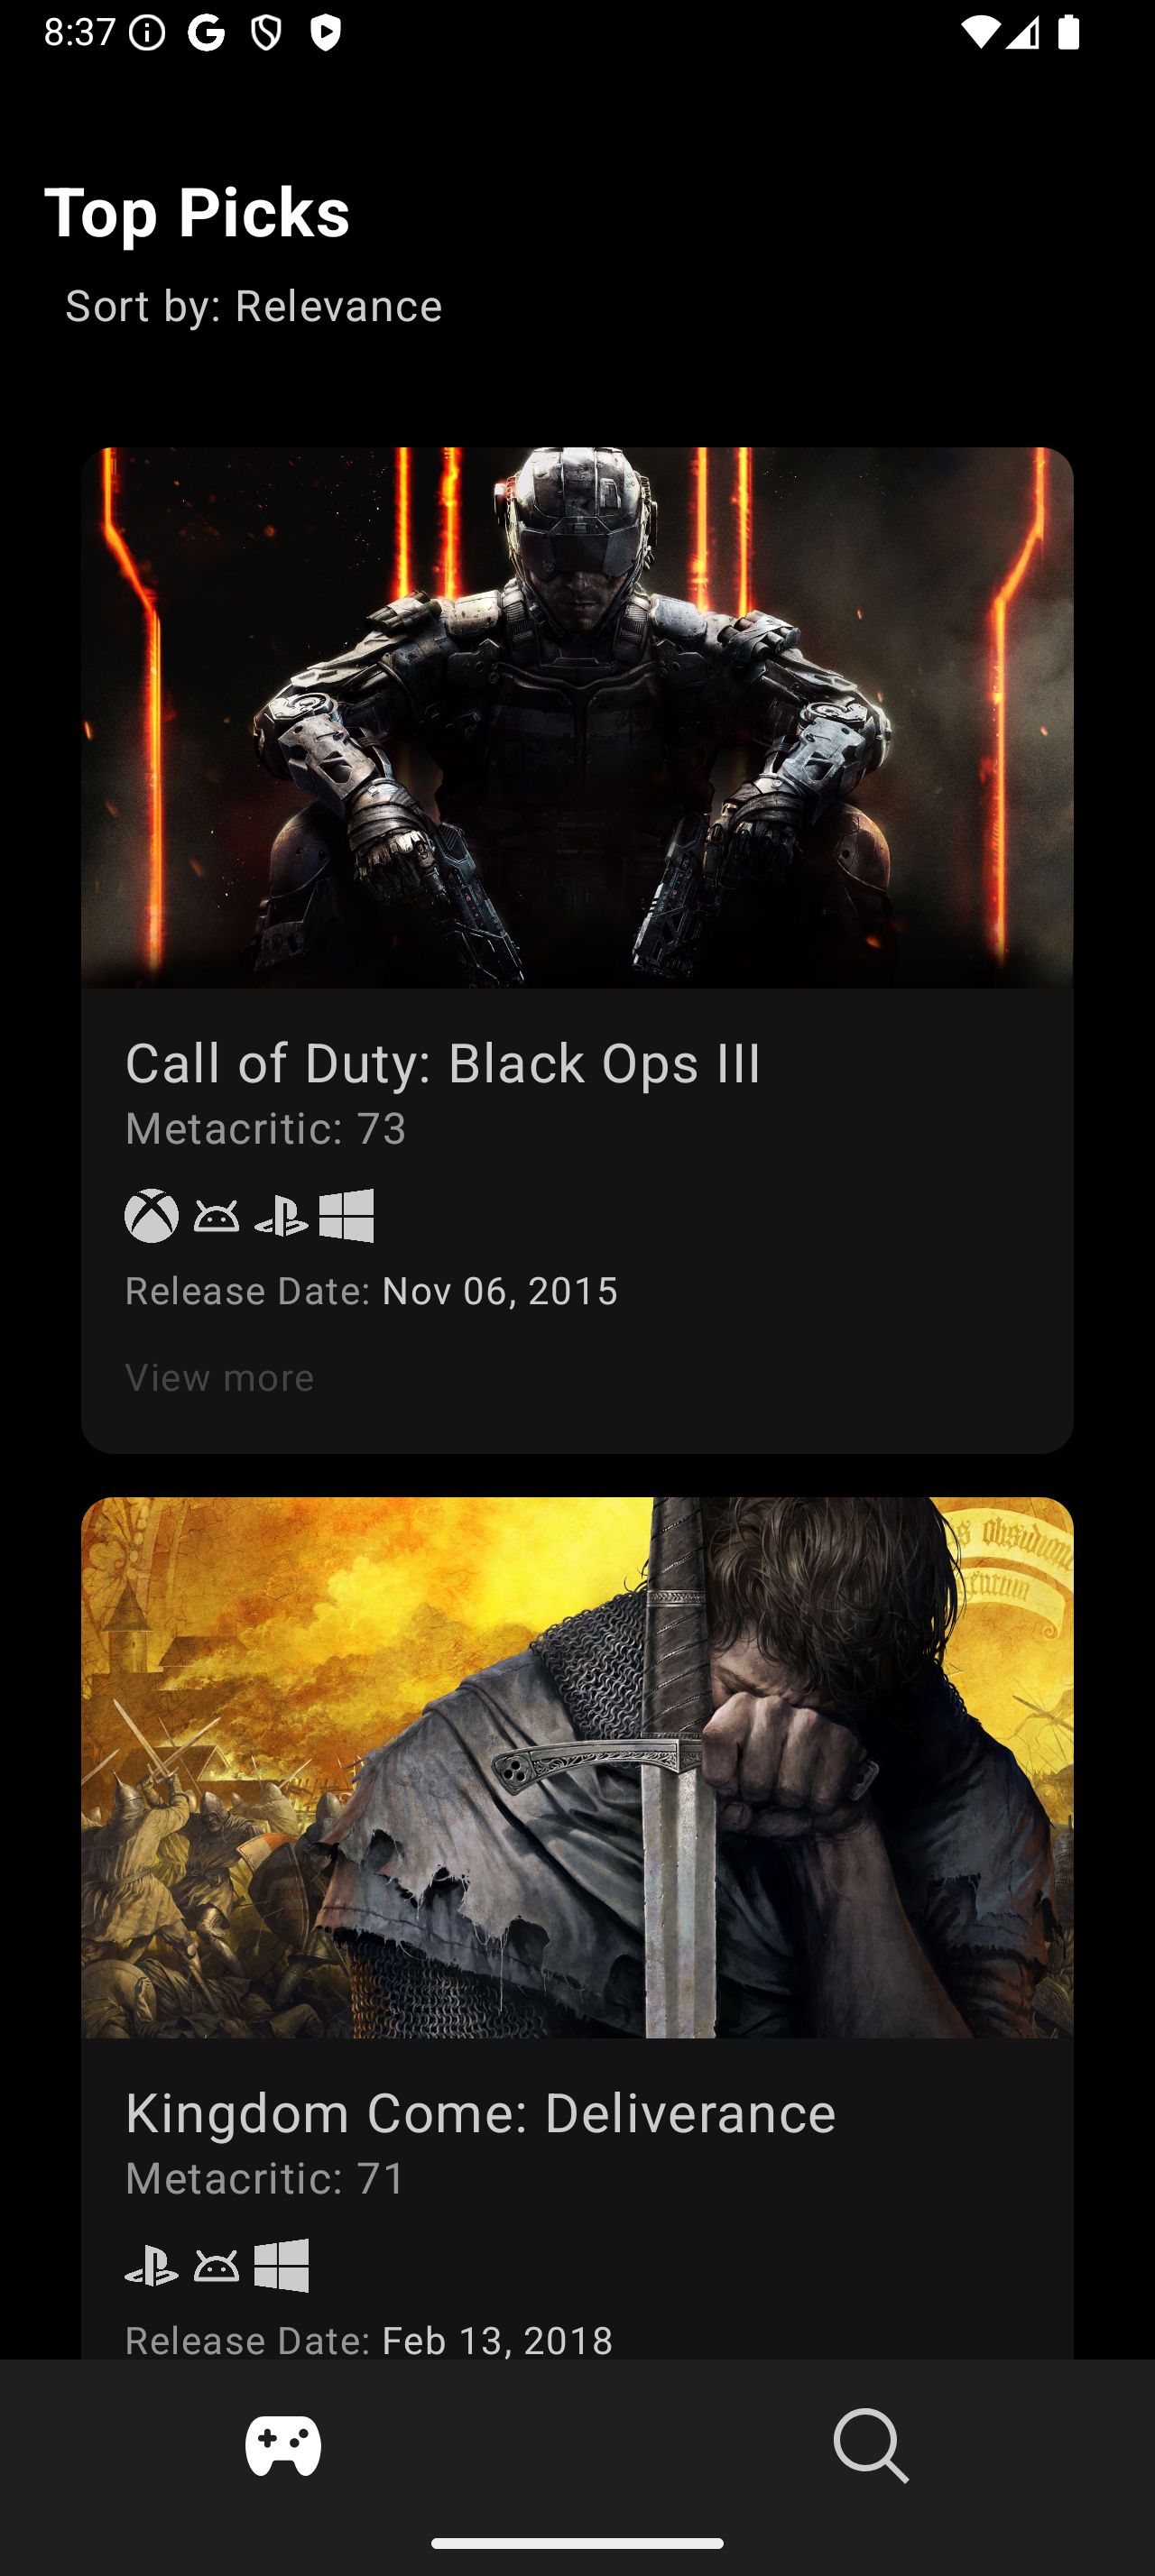 8:37
Top Picks
Sort by: Relevance
Call of Duty: Black Ops III
Metacritic: 73
Release Date: Nov 06, 2015
View more
s obsidione
Kingdom Come: Deliverance
Metacritic: 71
Release Date: Feb 13, 2018